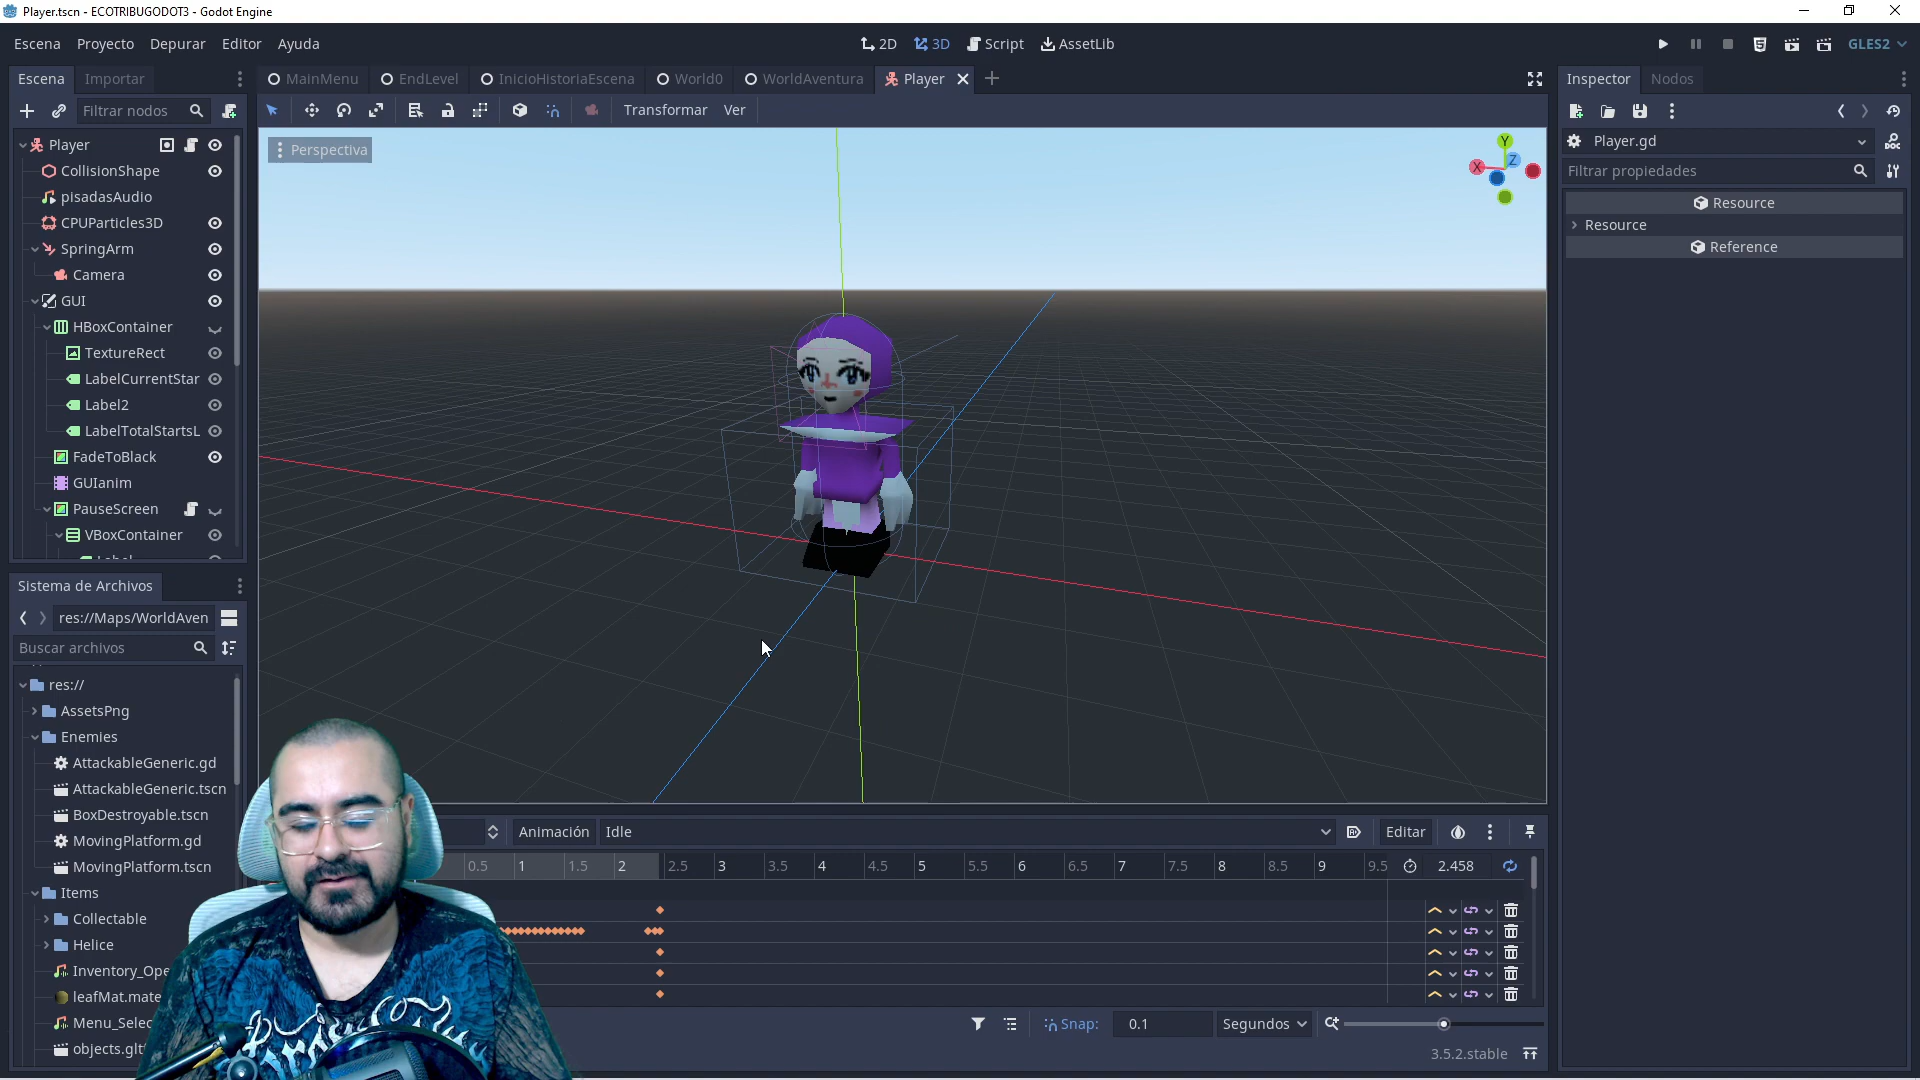 Player.tscn - ECOTRIBUGODOT3 - Godot Engine
Escena Proyecto Depurar Editor Ayuda
2D 3D Script AssetLib
GLES2
Escena Importar
MainMenu EndLevel InicioHistoriaEscena World0 WorldAventura Player
Inspector Nodos
Filtrar nodos
Transformar Ver
Player
CollisionShape
pisadasAudio
CPUParticles3D
SpringArm
Camera
GUI
HBoxContainer
TextureRect
LabelCurrentStar
Label2
LabelTotalStartsL
FadeToBlack
GUIanim
PauseScreen
VBoxContainer
Perspectiva
Y
X
Z
Player.gd
Filtrar propiedades
Resource
Resource
Reference
Sistema de Archivos
res://Maps/WorldAven
Buscar archivos
res://
AssetsPng
Enemies
AttackableGeneric.gd
AttackableGeneric.tscn
BoxDestroyable.tscn
MovingPlatform.gd
MovingPlatform.tscn
Items
Collectable
Helice
Inventory_Ope
leafMat.mate
Menu_Selec
objects.glt
Animación Idle Editar
0.5 1 1.5 2 2.5 3 3.5 4 4.5 5 5.5 6 6.5 7 7.5 8 8.5 9 9.5 2.458
Snap: 0.1 Segundos
3.5.2.stable